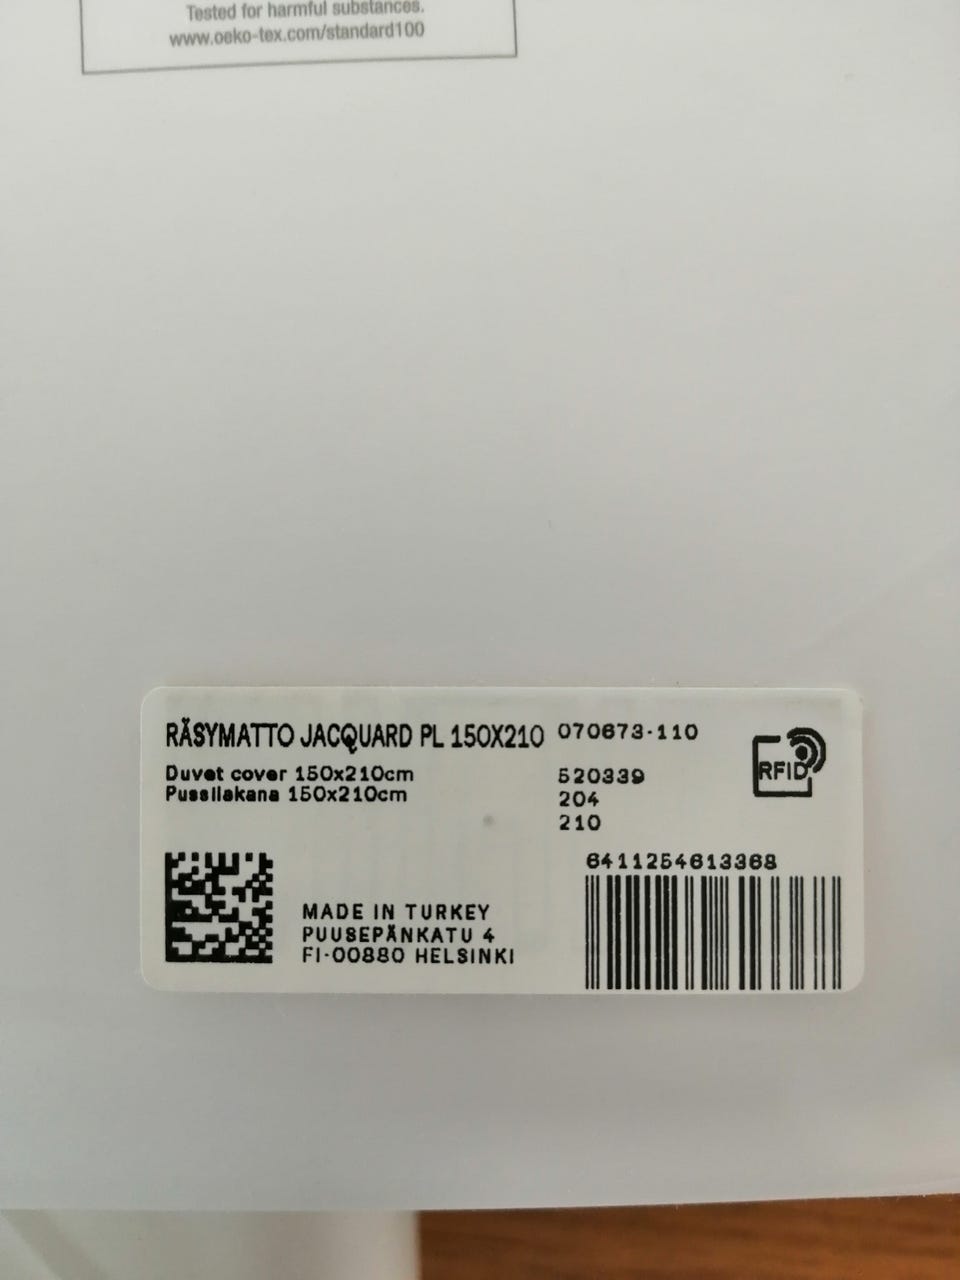 Tested for harmful substances.
www.oeko-tex.com/standard100
RÄSYMATTO JACQUARD PL 150X210 070673-110
Duvet cover 150x210cm
Pussilakana 150x210cm
520339
204
210
RFID
6411254613368
MADE IN TURKEY
PUUSEPÄNKATU 4
FI-00880 HELSINKI